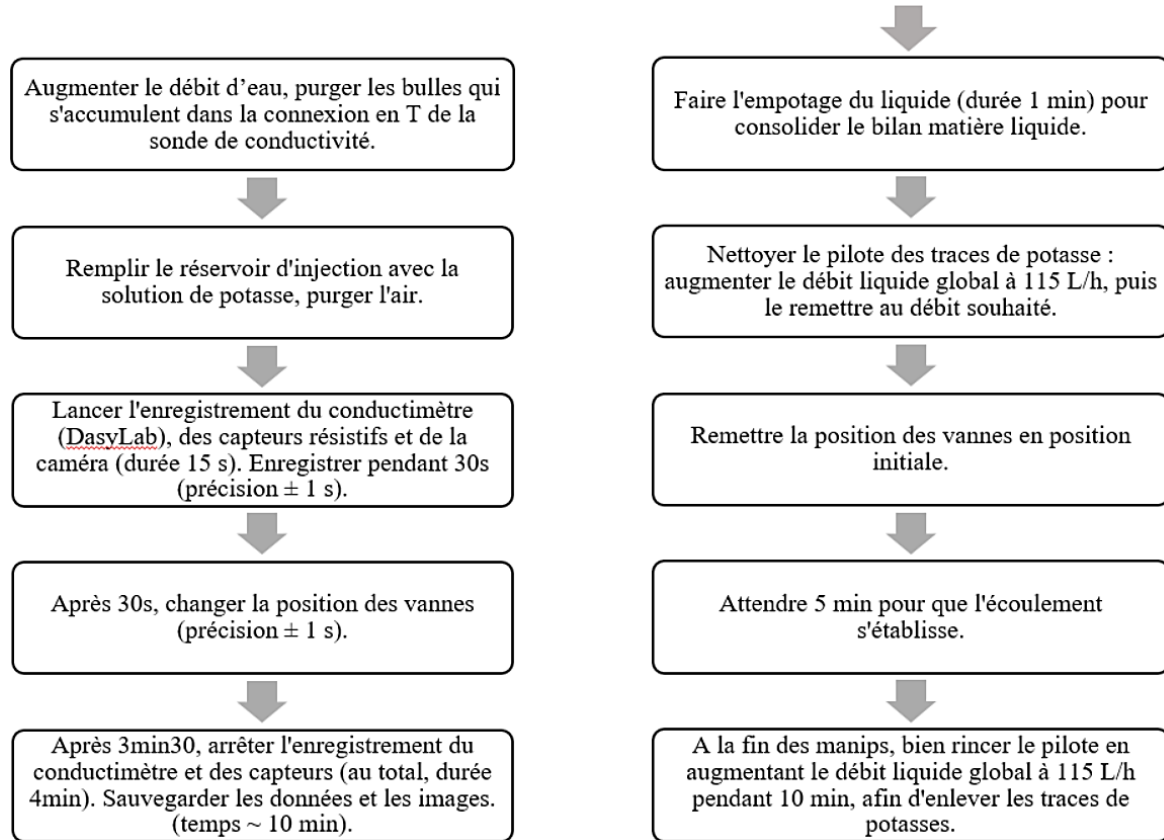 Augmenter le débit d’eau, purger les bulles qui
s'accumulent dans la connexion en T de la
sonde de conductivité.
Remplir le réservoir d'injection avec la
solution de potasse, purger l'air.
Lancer l'enregistrement du conductimètre
(DasyLab), des capteurs résistifs et de la
caméra (durée 15 s). Enregistrer pendant 30s
(précision ± 1 s).
Après 30s, changer la position des vannes
(précision ± 1 s).
Après 3min30, arrêter l'enregistrement du
conductimètre et des capteurs (au total, durée
4min). Sauvegarder les données et les images.
(temps ~ 10 min).
Faire l'empotage du liquide (durée 1 min) pour
consolider le bilan matière liquide.
Nettoyer le pilote des traces de potasse :
augmenter le débit liquide global à 115 L/h, puis
le remettre au débit souhaité.
Remettre la position des vannes en position
initiale.
Attendre 5 min pour que l'écoulement
s'établisse.
A la fin des manips, bien rincer le pilote en
augmentant le débit liquide global à 115 L/h
pendant 10 min, afin d'enlever les traces de
potasses.